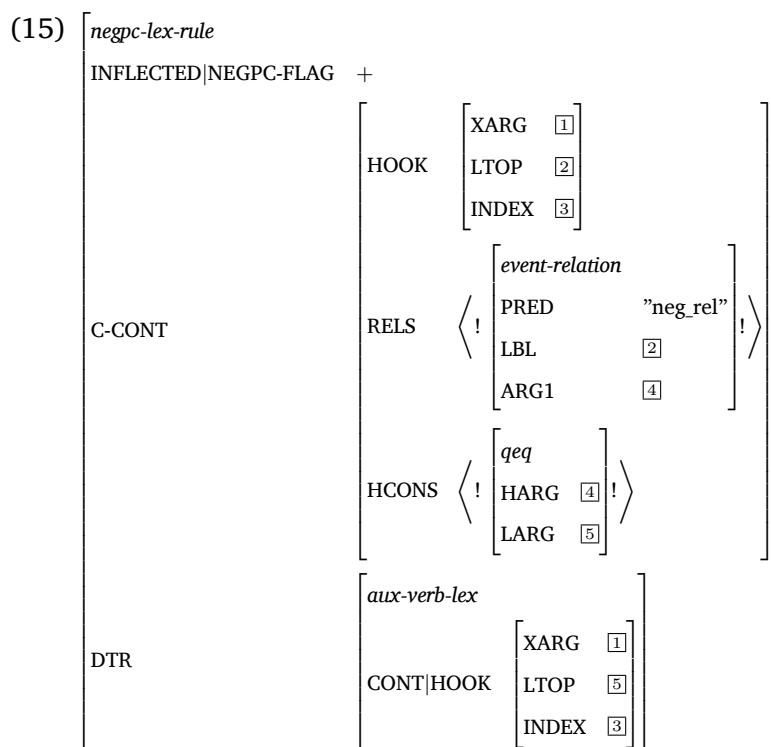 (15) negpc-lex-rule
INFLECTED|NEGPC-FLAG +
XARG 1
HOOK LTOP 2
INDEX 3
event-relation
PRED ”neg_rel”
C-CONT RELS ⟨! LBL 2 !⟩
ARG1 4
qeq
HCONS ⟨! HARG 4 !⟩
LARG 5
aux-verb-lex
XARG 1
DTR CONT|HOOK LTOP 5
INDEX 3